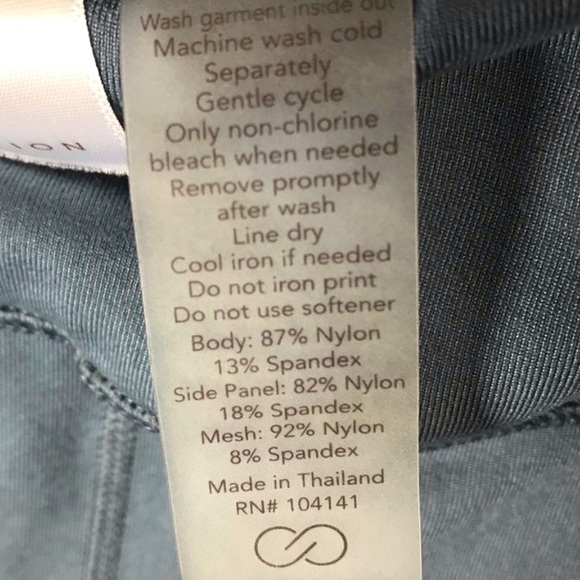 Wash garment inside out
Machine wash cold
Separately
Gentle cycle
Only non-chlorine
bleach when needed
Remove promptly
after wash
Line dry
Cool iron if needed
Do not iron print
Do not use softener
Body: 87% Nylon
13% Spandex
Side Panel: 82% Nylon
18% Spandex
Mesh: 92% Nylon
8% Spandex
Made in Thailand
RN# 104141
ION